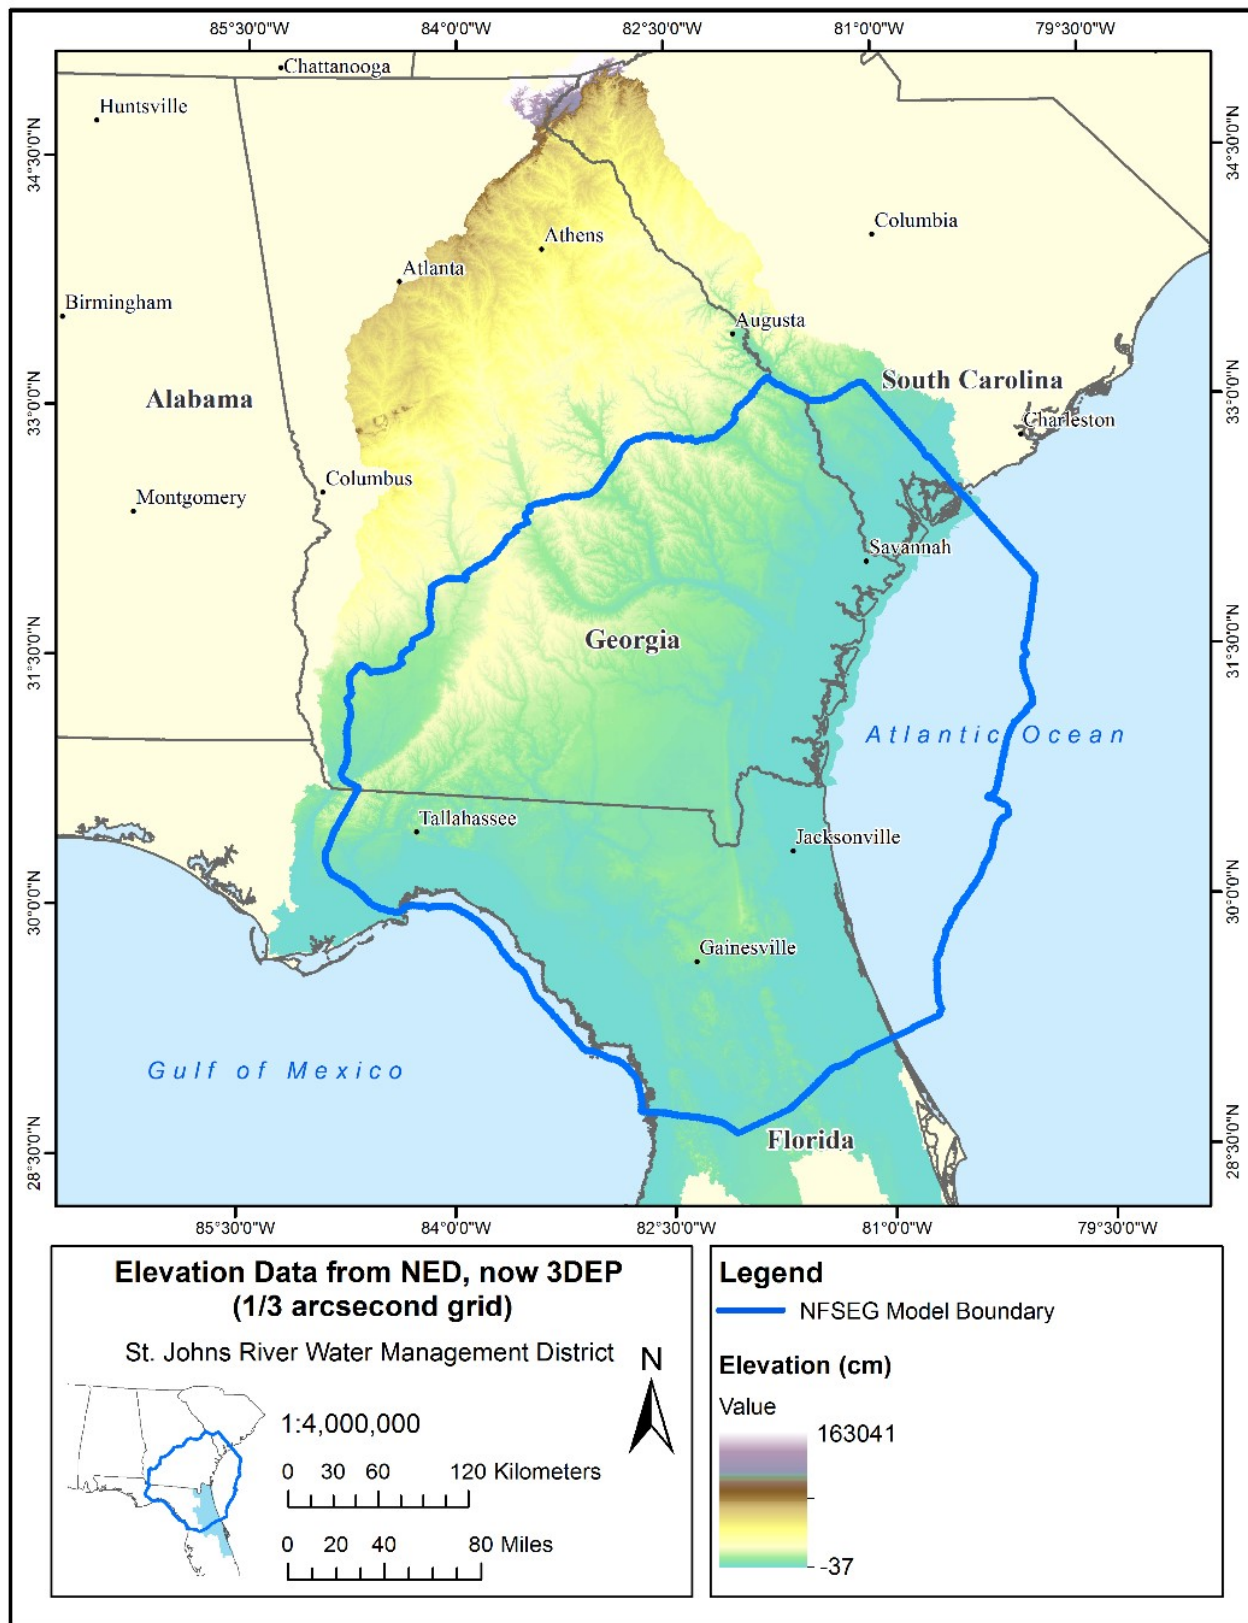 85°30'0"W 84°0'0"W 82°30'0"W 81°0'0"W 79°30'0"W
Chattanooga
Huntsville
34°30'0"N
34°30'0"N
Columbia
Athens
Atlanta
Birmingham
Augusta
South Carolina
Alabama
33°0'0"N
33°0'0"N
Charleston
Columbus
Montgomery
Savannah
Georgia
31°30'0"N
31°30'0"N
Atlantic Ocean
Tallahassee
Jacksonville
30°0'0"N
30°0'0"N
Gainesville
Gulf of Mexico
Florida
28°30'0"N
28°30'0"N
85°30'0"W 84°0'0"W 82°30'0"W 81°0'0"W 79°30'0"W
Elevation Data from NED, now 3DEP
(1/3 arcsecond grid)
St. Johns River Water Management District
N
1:4,000,000
0 30 60 120 Kilometers
0 20 40 80 Miles
Legend
NFSEG Model Boundary
Elevation (cm)
Value
163041
-37